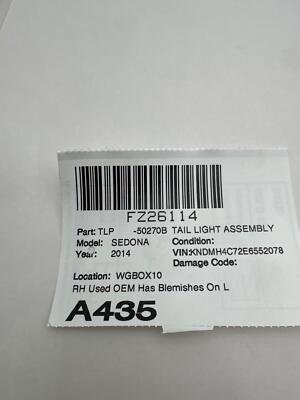 FZ26114
Part: TLP -50270B TAIL LIGHT ASSEMBLY
Model: SEDONA Condition:
Year: 2014 VIN:KNDMH4C72E6552078
Damage Code:
Location: WGBOX10
RH Used OEM Has Blemishes On L
A435